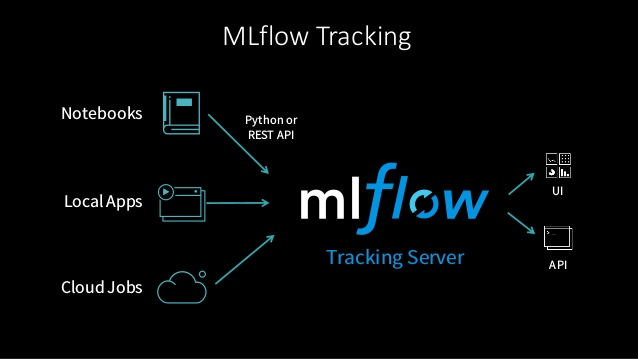 MLflow Tracking
Notebooks
Python or
REST API
Local Apps
mlflow
UI
Tracking Server
API
Cloud Jobs